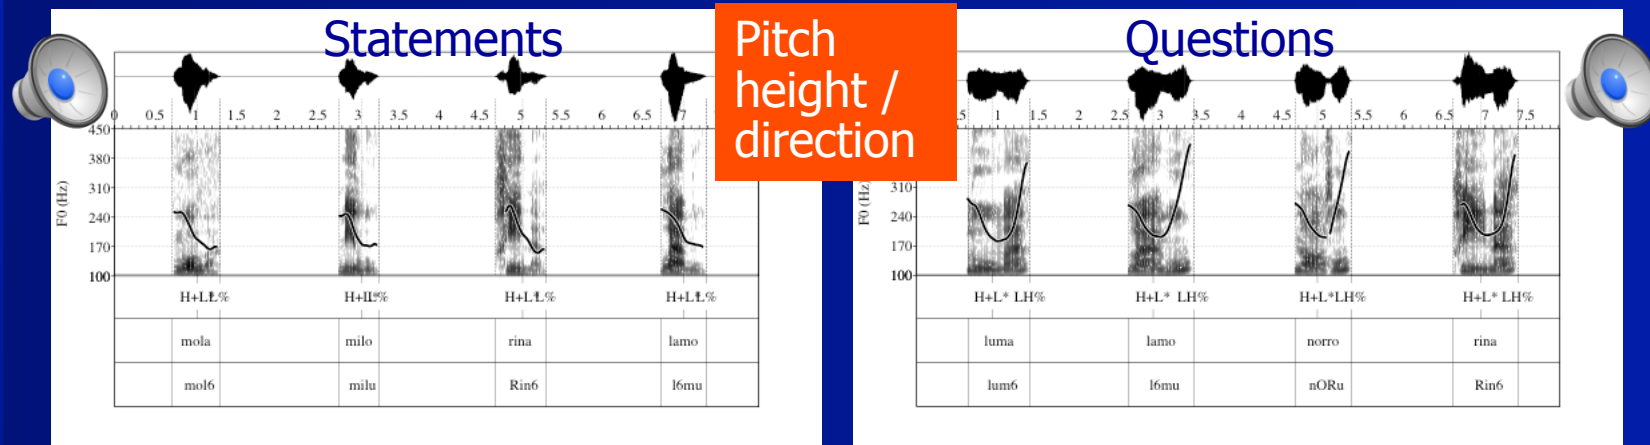 Statements
0 0.5 1 1.5 2 2.5 3 3.5 4 4.5 5 5.5 6 6.5 7
450
380
310
240
170
100
F0 (Hz)
H+L* L%
H+L* L%
H+L* L%
H+L* L%
mola milo rina lamo
mol6 milu Rin6 l6mu
Pitch
height /
direction
Questions
1 1.5 2 2.5 3 3.5 4 4.5 5 5.5 6 6.5 7 7.5
310
240
170
100
F0 (Hz)
H+L* LH% H+L* LH% H+L*LH% H+L* LH%
luma lamo norro rina
lum6 l6mu nORu Rin6